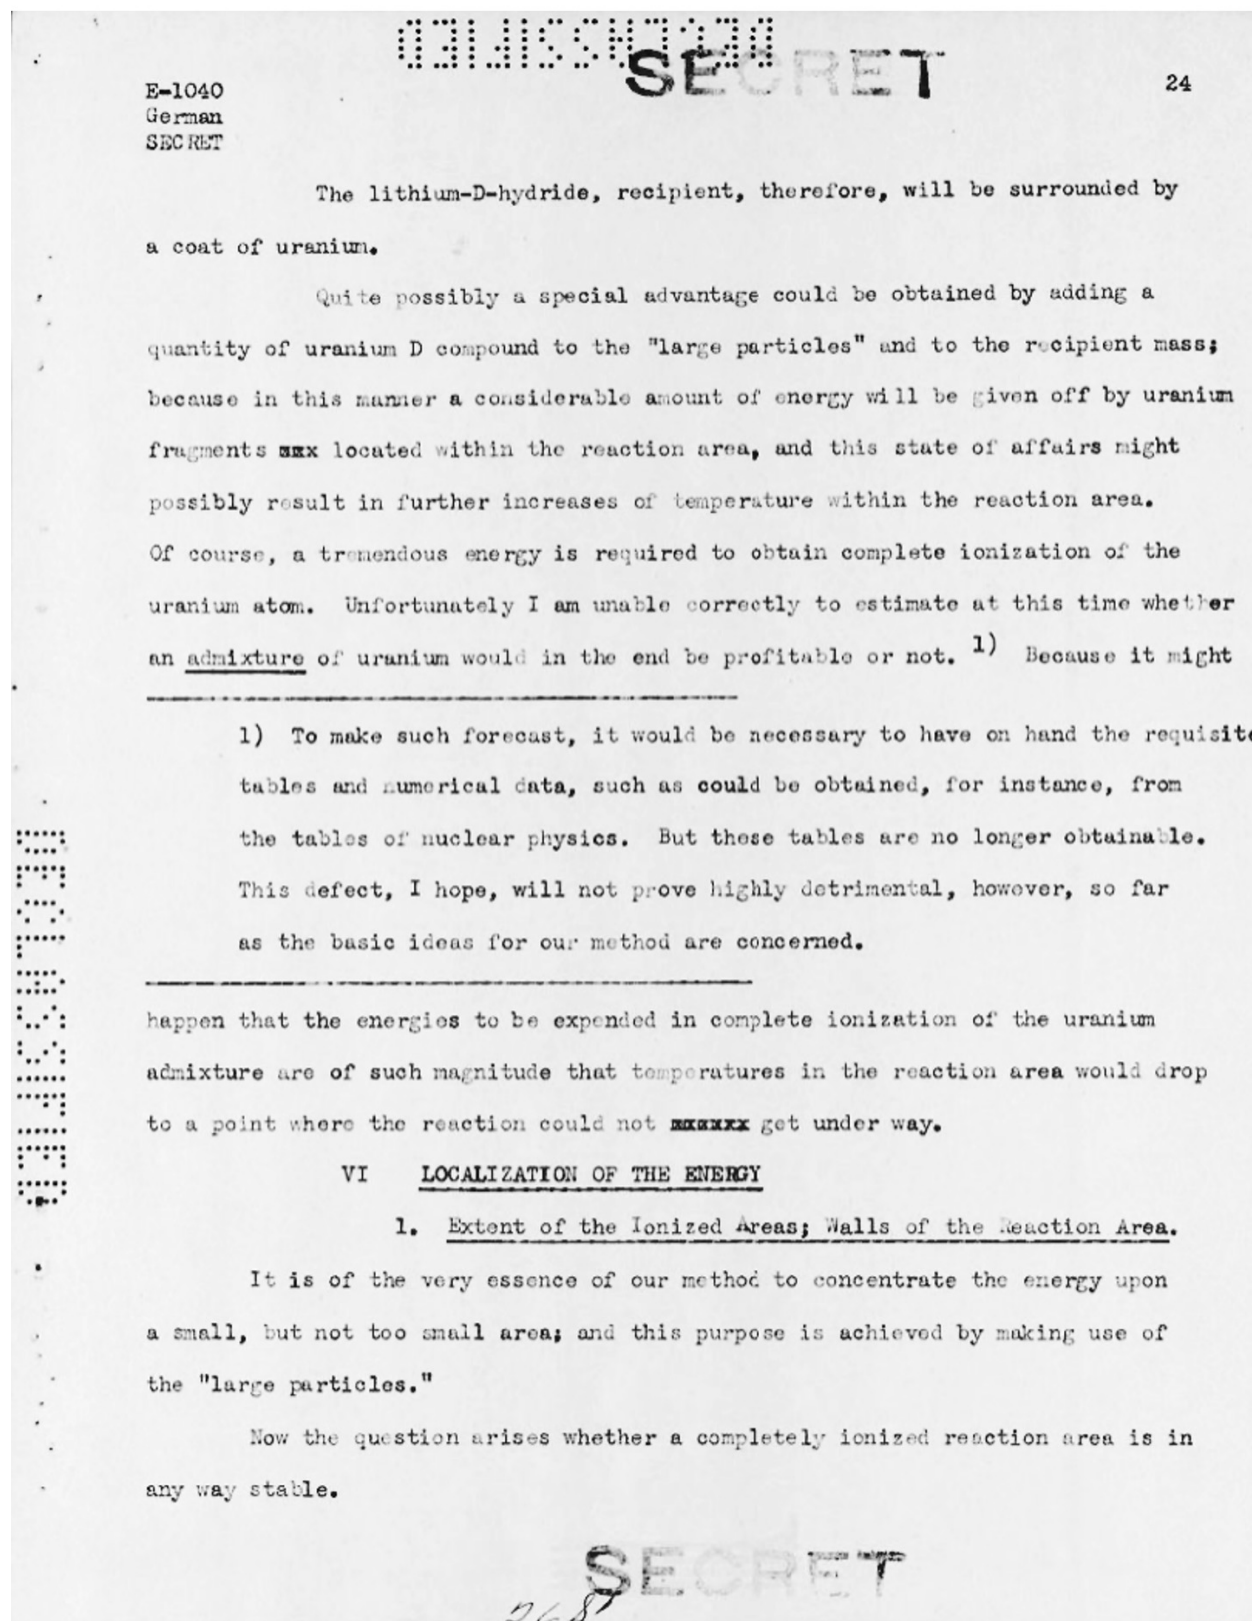 DECLASSIFIED
SECRET
24
E-1040
German
SECRET
The lithium-D-hydride, recipient, therefore, will be surrounded by
a coat of uranium.
Quite possibly a special advantage could be obtained by adding a
quantity of uranium D compound to the "large particles" and to the recipient mass;
because in this manner a considerable amount of energy will be given off by uranium
fragments xxx located within the reaction area, and this state of affairs might
possibly result in further increases of temperature within the reaction area.
Of course, a tremendous energy is required to obtain complete ionization of the
uranium atom. Unfortunately I am unable correctly to estimate at this time whether
an admixture of uranium would in the end be profitable or not. 1) Because it might
1) To make such forecast, it would be necessary to have on hand the requisite
tables and numerical data, such as could be obtained, for instance, from
the tables of nuclear physics. But these tables are no longer obtainable.
This defect, I hope, will not prove highly detrimental, however, so far
as the basic ideas for our method are concerned.
happen that the energies to be expended in complete ionization of the uranium
admixture are of such magnitude that temperatures in the reaction area would drop
to a point where the reaction could not xxxxxx get under way.
VI LOCALIZATION OF THE ENERGY
1. Extent of the Ionized Areas; Walls of the Reaction Area.
It is of the very essence of our method to concentrate the energy upon
a small, but not too small area; and this purpose is achieved by making use of
the "large particles."
Now the question arises whether a completely ionized reaction area is in
any way stable.
DECLASSIFIED
SECRET